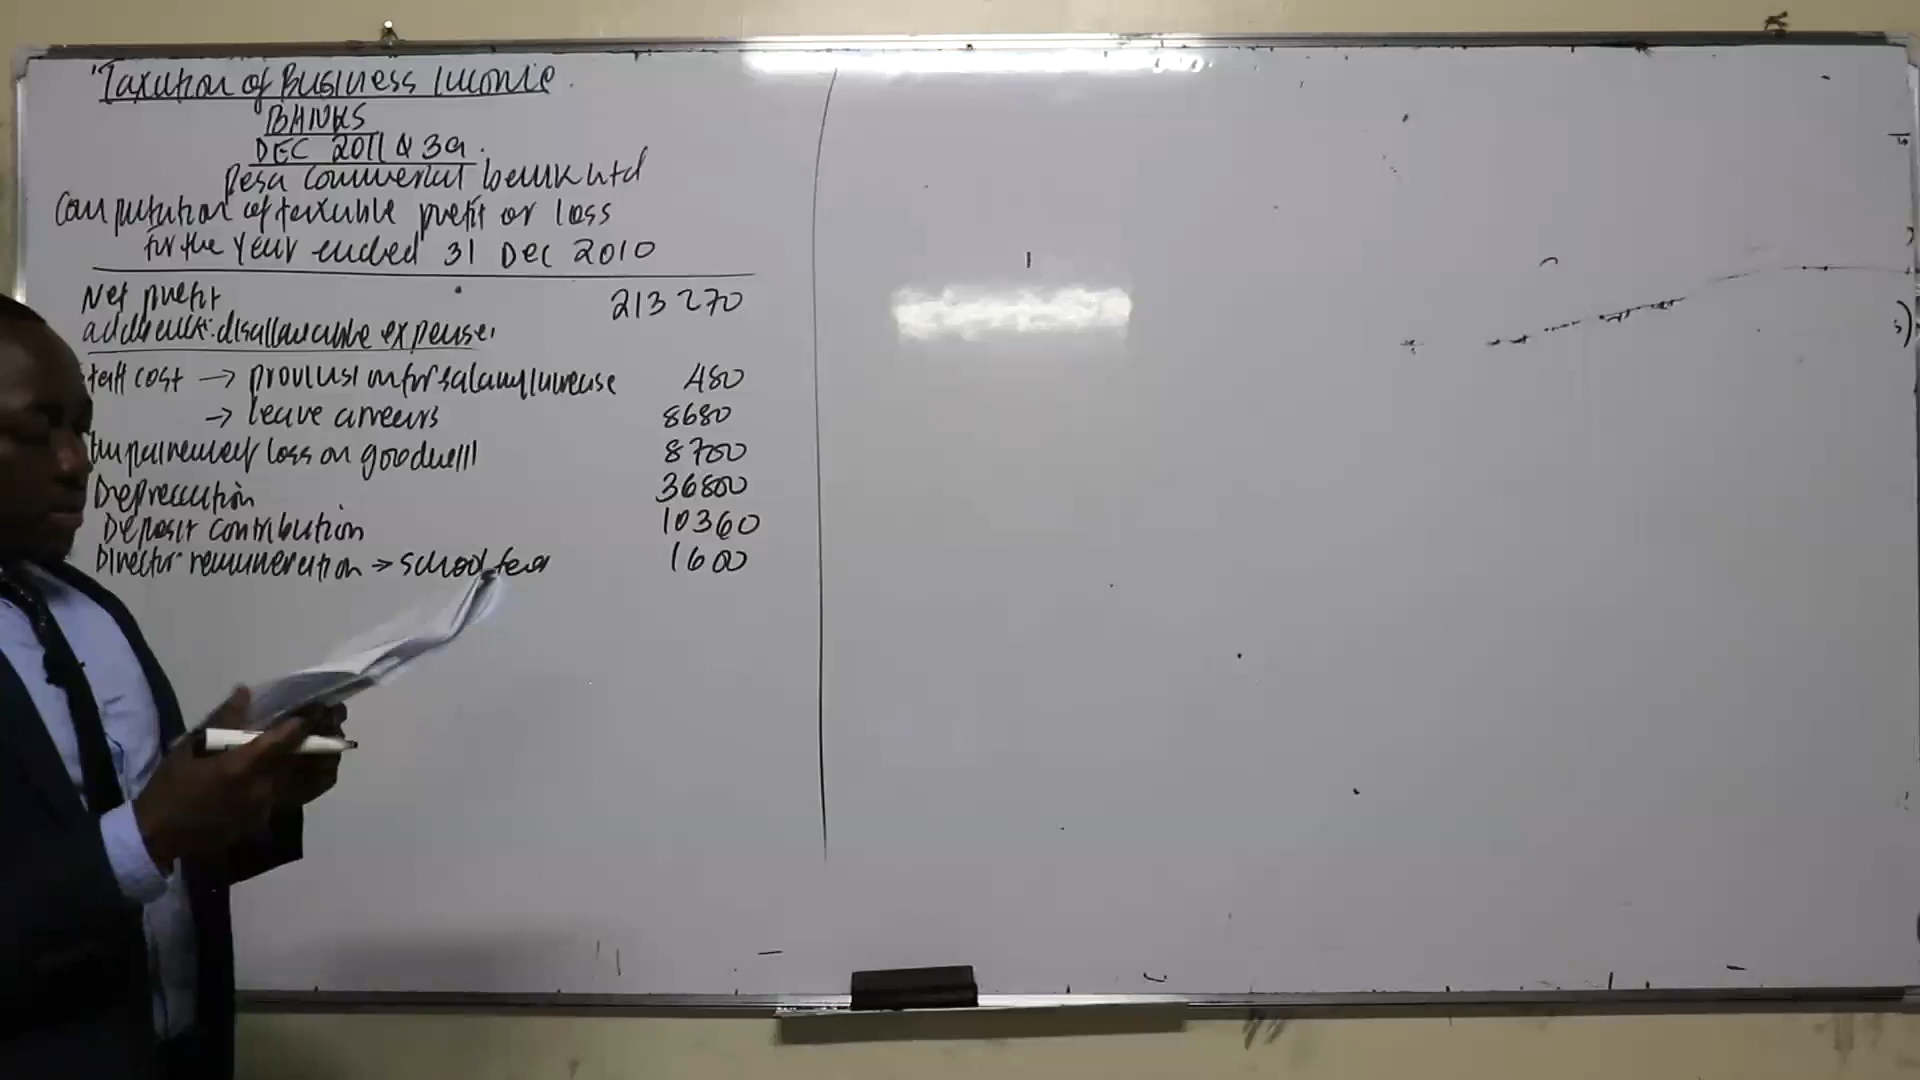 Taxation of Business Income.
BANKS
DEC 2011 Q 3a.
Pesa Commercial bank Ltd
Computation of taxable profit or loss
for the Year ended 31 Dec 2010
Net profit 213 270
add back: disallowable expense
staff cost → provision for salary increase 480
→ leave arrears 8680
Impairement loss on goodwill 8700
Depreciation 36800
Deposit contribution 10360
Director remuneration → school fees 1600